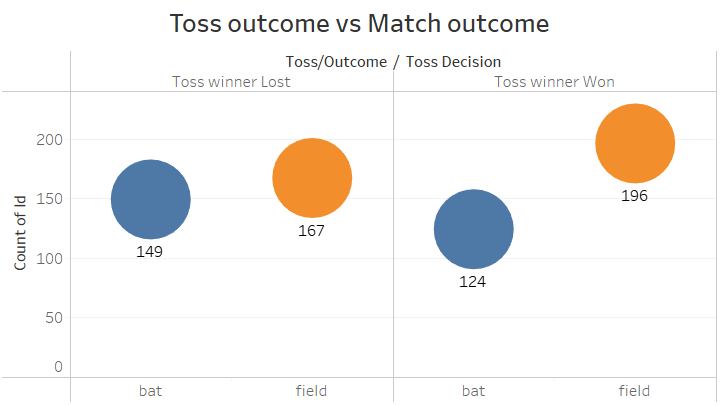 Toss outcome vs Match outcome
Toss/Outcome / Toss Decision
Toss winner Lost
Toss winner Won
Count of Id
200
150
100
50
0
149
167
124
196
bat
field
bat
field